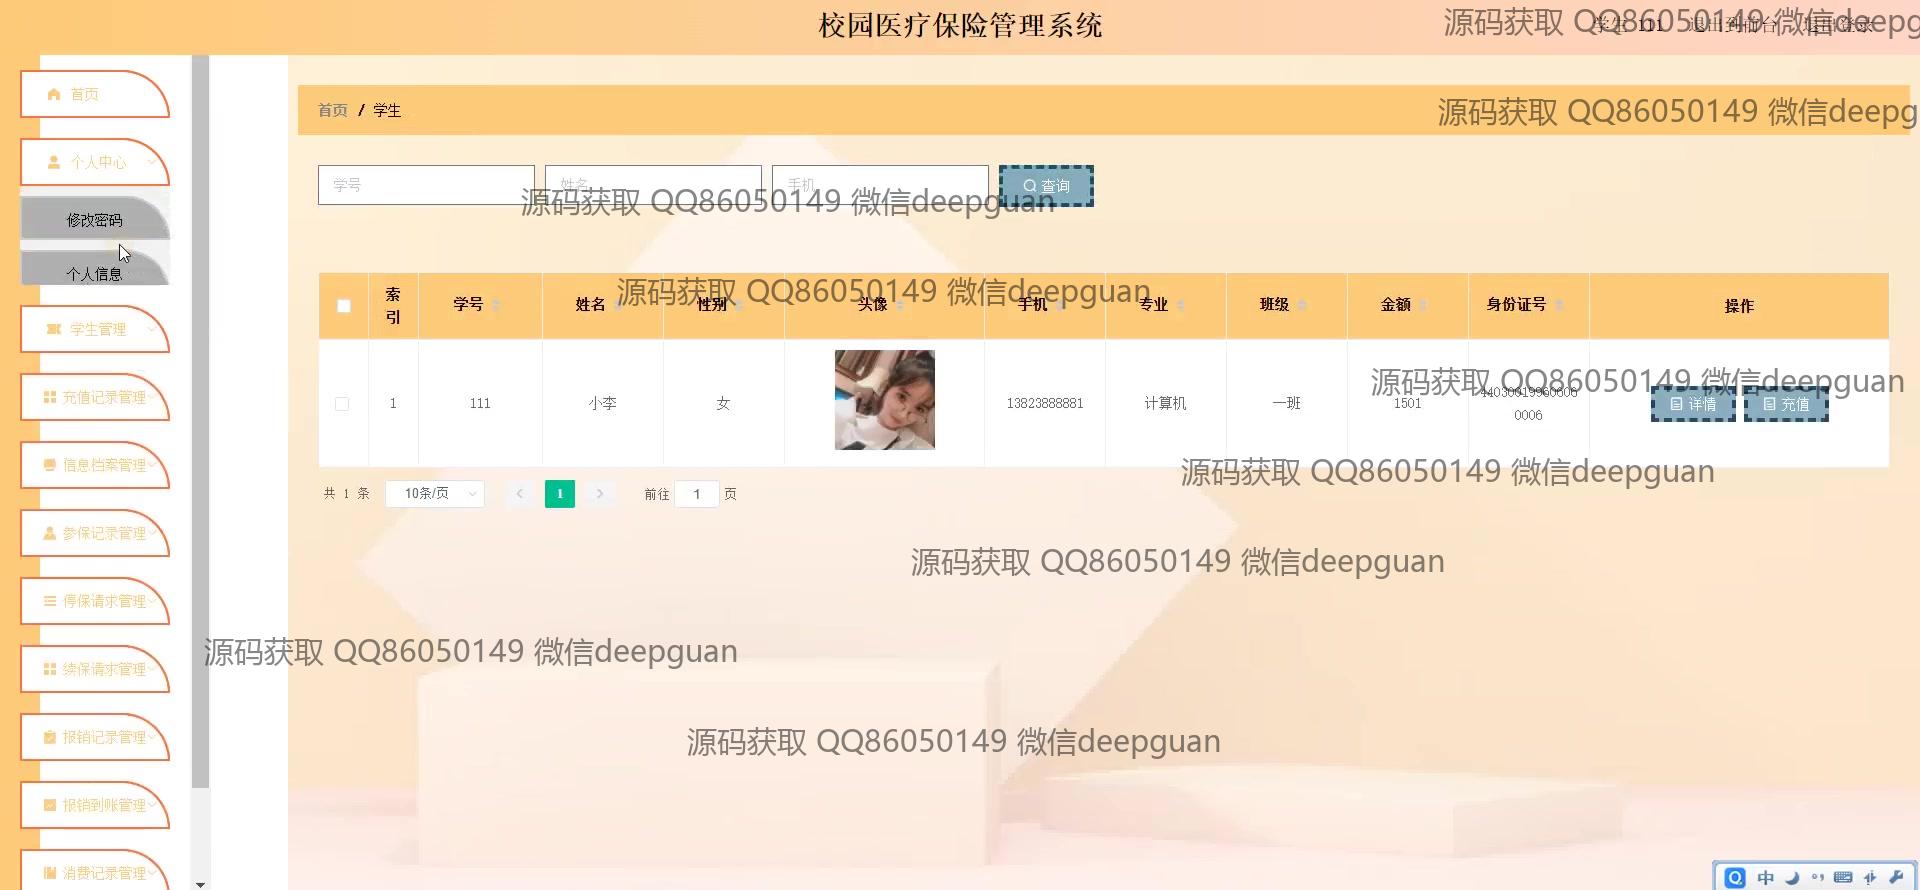 校园医疗保险管理系统
学生 111 退出到前台 退出登录
源码获取 QQ86050149 微信deepg
首页
个人中心
修改密码
个人信息
学生管理
充值记录管理
信息档案管理
参保记录管理
停保请求管理
续保请求管理
报销记录管理
报销到账管理
消费记录管理
首页 / 学生
源码获取 QQ86050149 微信deepg
学号 姓名 手机 查询
源码获取 QQ86050149 微信deepguan
索引 学号 姓名 性别 头像 手机 专业 班级 金额 身份证号 操作
源码获取 QQ86050149 微信deepguan
1 111 小李 女 13823888881 计算机 一班 1501 0006 详情 充值
源码获取 QQ86050149 微信deepguan
共 1 条 10条/页 1 前往 1 页
源码获取 QQ86050149 微信deepguan
源码获取 QQ86050149 微信deepguan
源码获取 QQ86050149 微信deepguan
源码获取 QQ86050149 微信deepguan
中